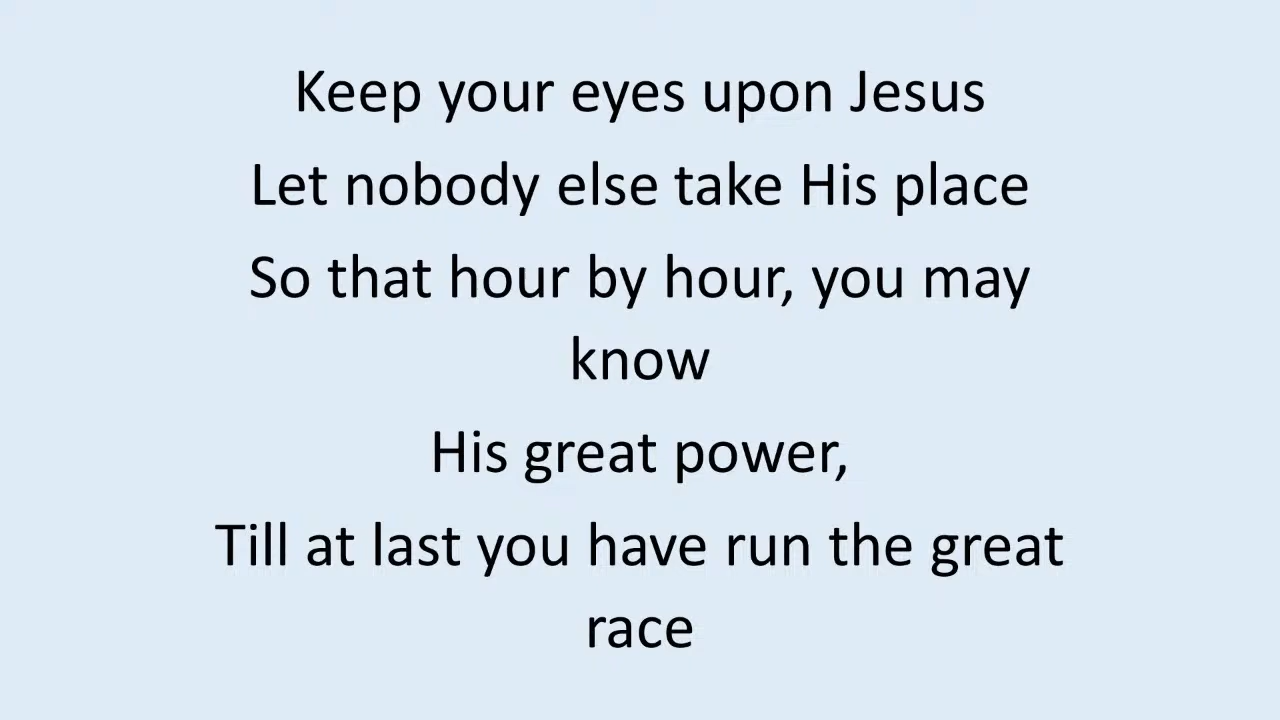 Keep your eyes upon Jesus
Let nobody else take His place
So that hour by hour, you may
know
His great power,
Till at last you have run the great
race